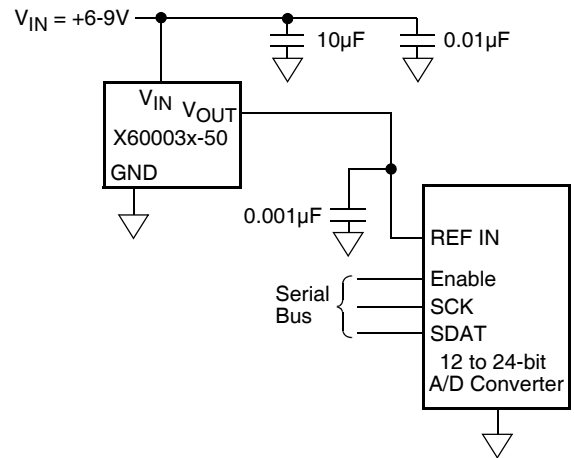 VIN = +6-9V
10µF
0.01µF
VIN
VOUT
X60003x-50
GND
0.001µF
REF IN
Enable
Serial
Bus
SCK
SDAT
12 to 24-bit
A/D Converter